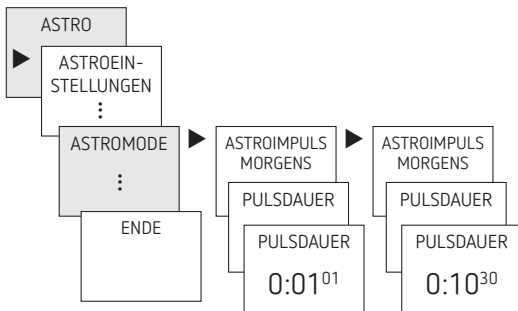 ASTRO
ASTROEIN-
STELLUNGEN
ASTROMODE
ENDE
ASTROIMPULS
MORGENS
PULSDAUER
PULSDAUER
0:01⁰¹
ASTROIMPULS
MORGENS
PULSDAUER
PULSDAUER
0:10³⁰